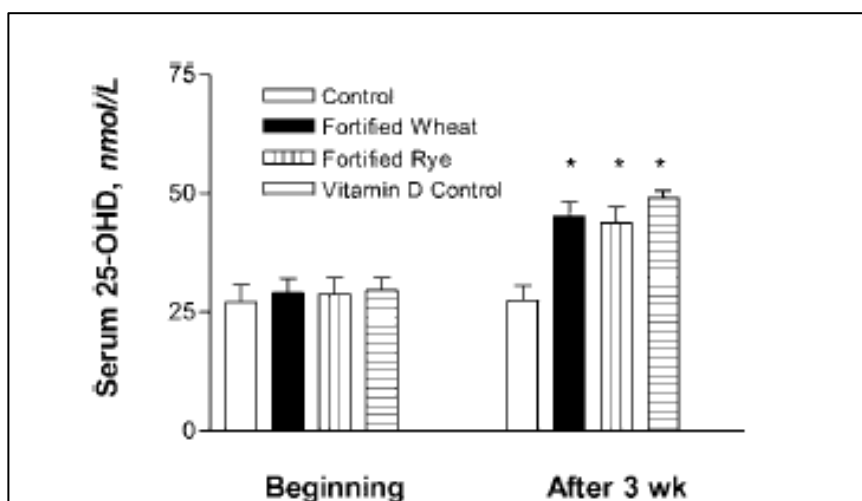 75
Control
Fortified Wheat
Fortified Rye
Vitamin D Control
* * *
50
25
0
Serum 25-OHD, nmol/L
Beginning After 3 wk